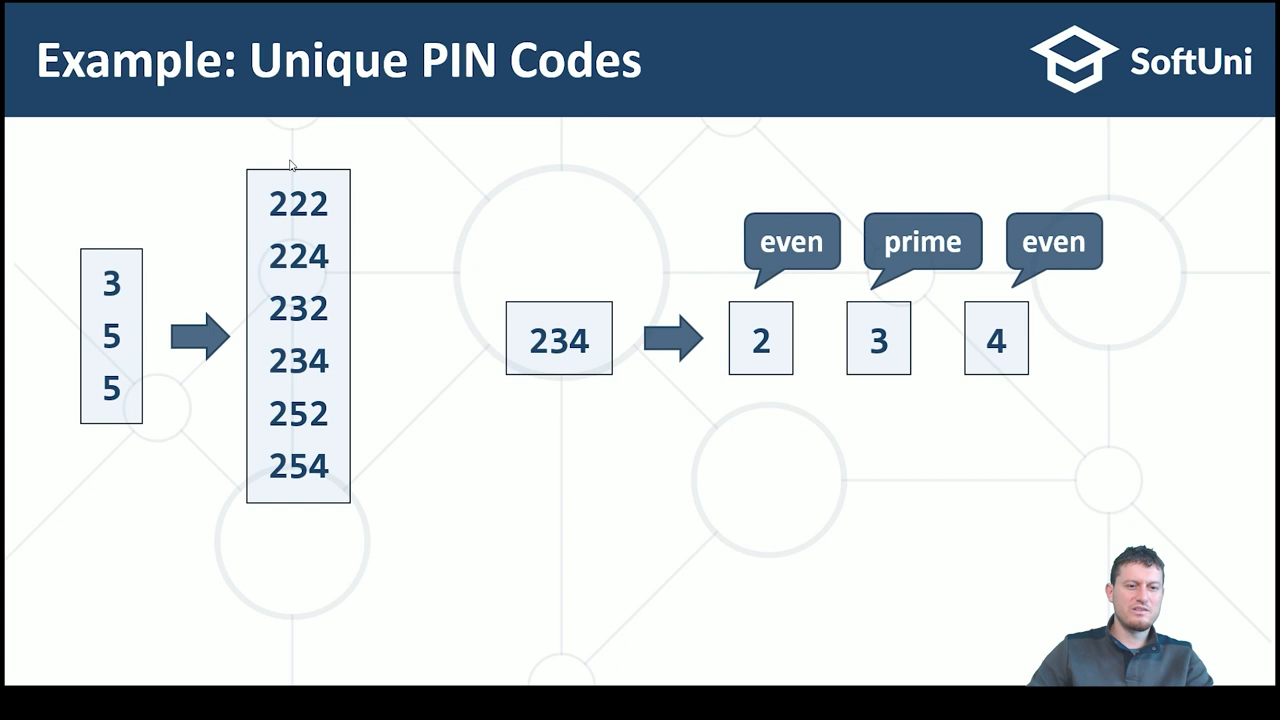 Example: Unique PIN Codes
SoftUni
3
5
5
222
224
232
234
252
254
234
even
prime
even
2
3
4